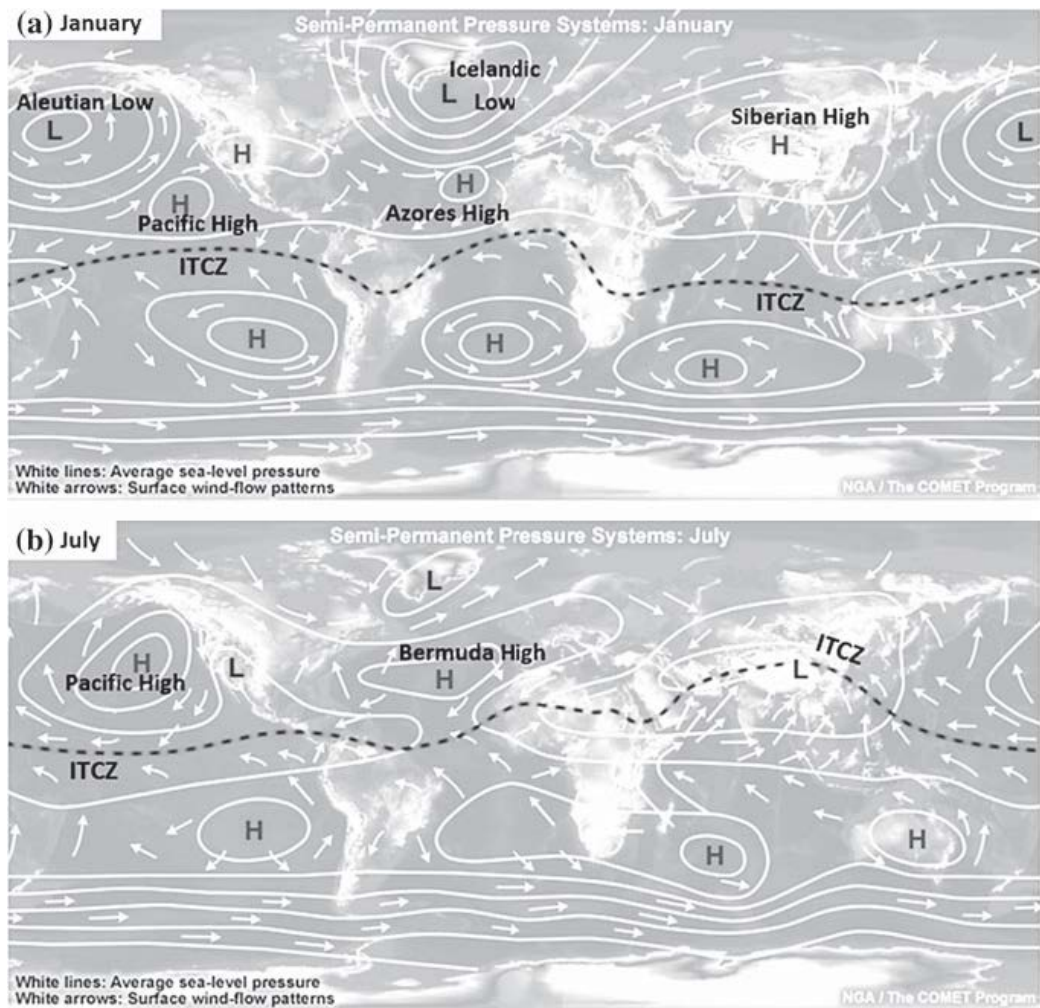 (a) January
Semi-Permanent Pressure Systems: January
Icelandic
L Low
Aleutian Low
L
Siberian High
H
L
H
H
Pacific High
H
Azores High
ITCZ
ITCZ
H
H
H
White lines: Average sea-level pressure
White arrows: Surface wind-flow patterns
NGA / The COMET Program
(b) July
Semi-Permanent Pressure Systems: July
L
Bermuda High
H
ITCZ
H
Pacific High
L
L
ITCZ
H
H
H
White lines: Average sea-level pressure
White arrows: Surface wind-flow patterns
NGA / The COMET Program